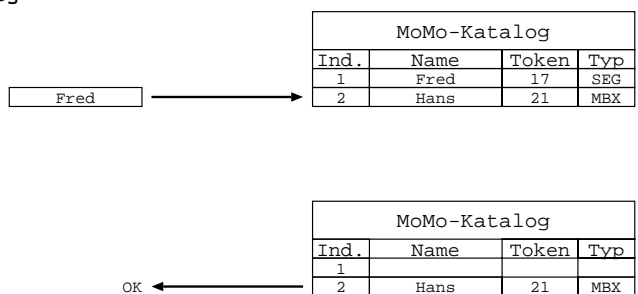 MoMo-Katalog
Ind. Name Token Typ
1 Fred 17 SEG
Fred 2 Hans 21 MBX
MoMo-Katalog
Ind. Name Token Typ
1
OK 2 Hans 21 MBX